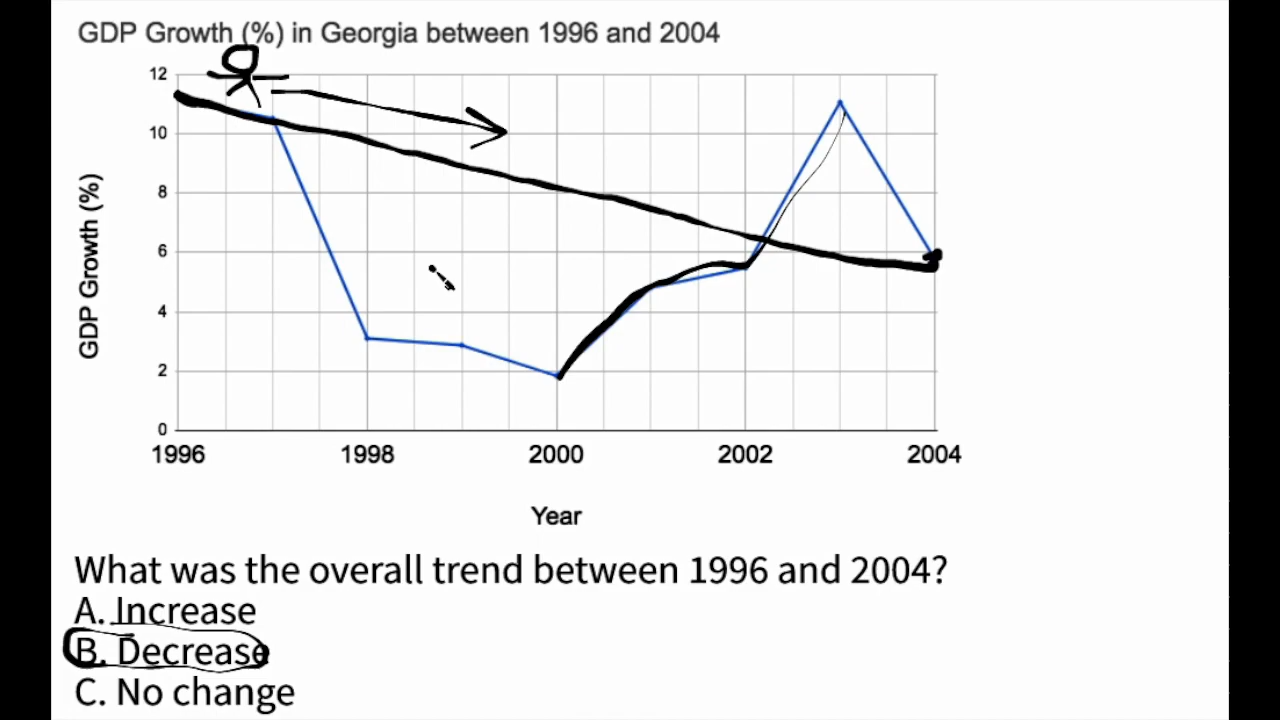 GDP Growth (%) in Georgia between 1996 and 2004
12
10
8
6
4
2
0
GDP Growth (%)
1996 1998 2000 2002 2004
Year
What was the overall trend between 1996 and 2004?
A. Increase
B. Decrease
C. No change